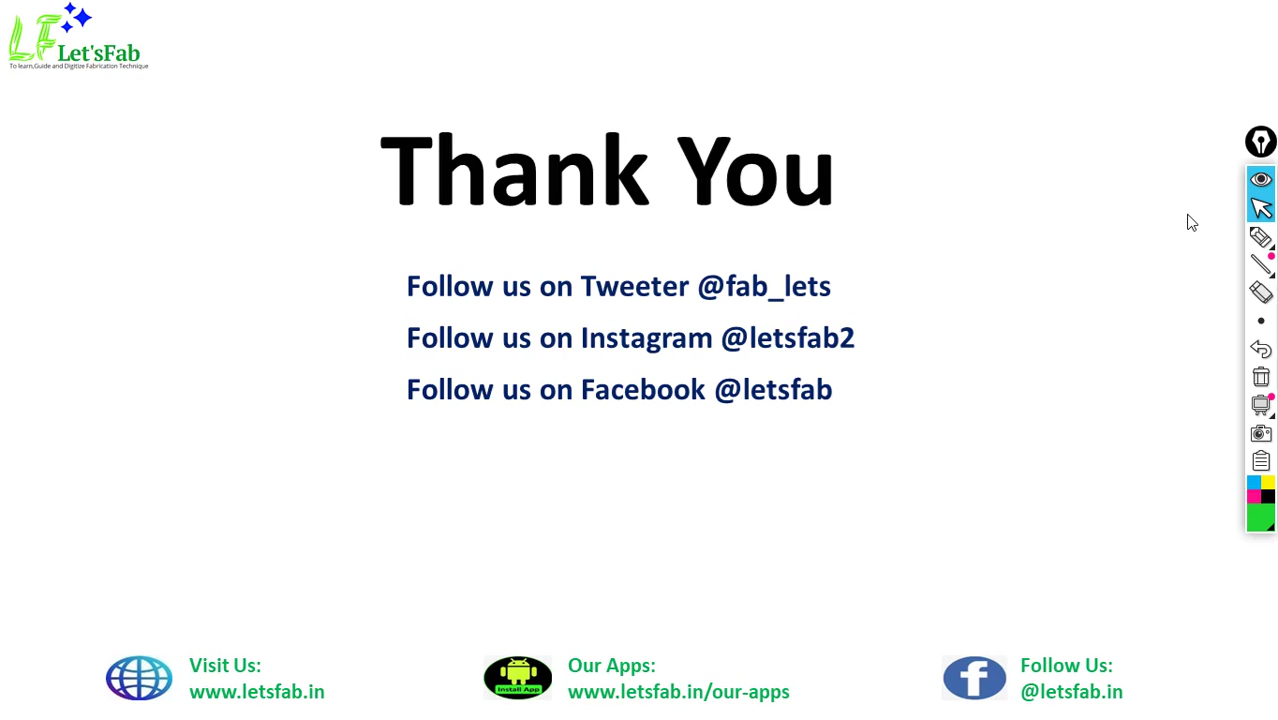 LF
Let'sFab
To learn,Guide and Digitize Fabrication Technique
Thank You
Follow us on Tweeter @fab_lets
Follow us on Instagram @letsfab2
Follow us on Facebook @letsfab
Visit Us:
www.letsfab.in
Install App
Our Apps:
www.letsfab.in/our-apps
f
Follow Us:
@letsfab.in